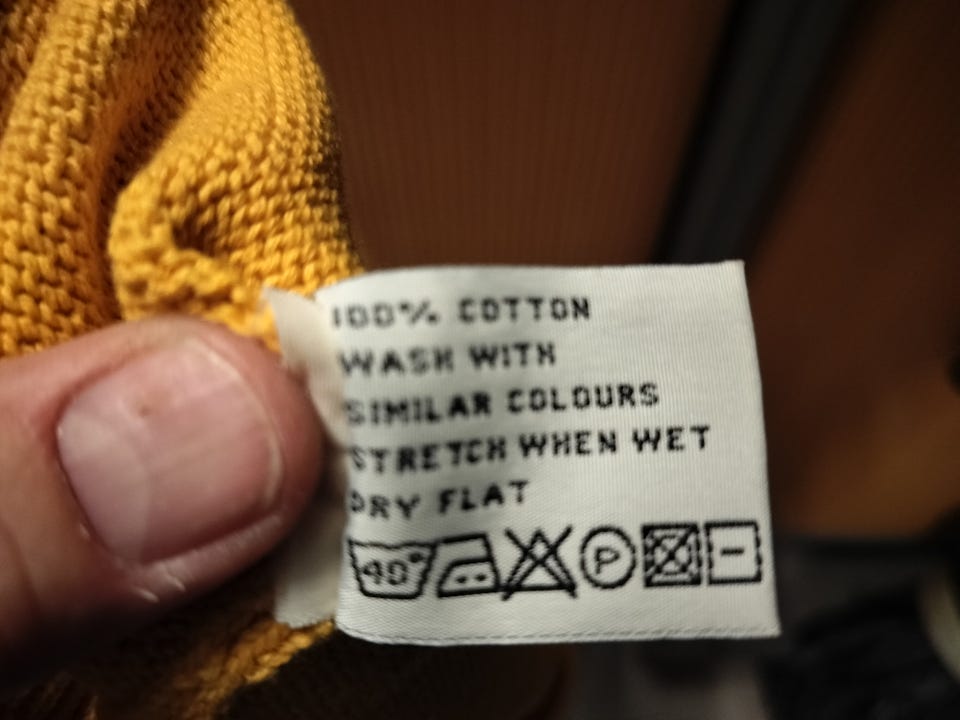 100% COTTON
WASH WITH
SIMILAR COLOURS
STRETCH WHEN WET
DRY FLAT
40° P